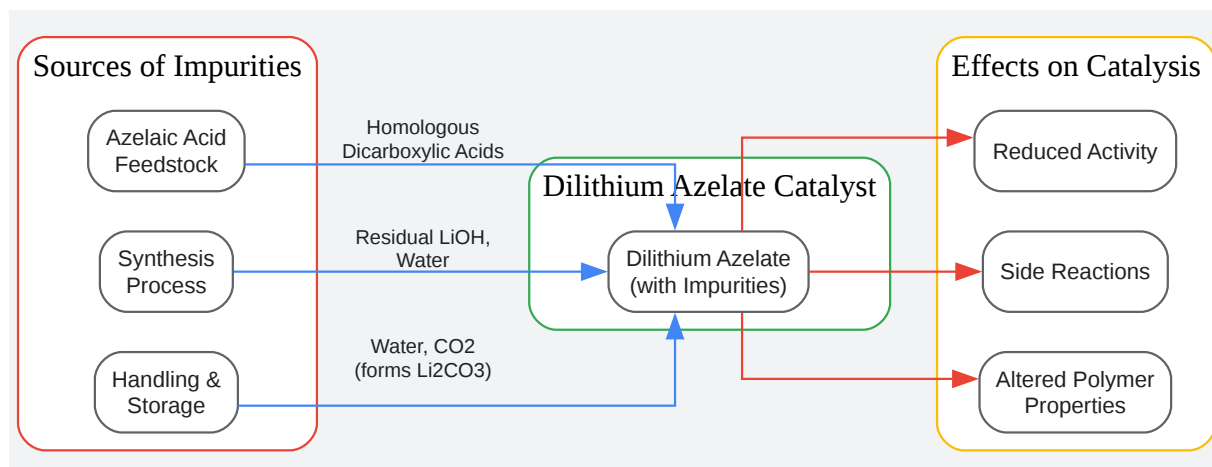 Sources of Impurities
Azelaic Acid
Feedstock
Synthesis
Process
Handling &
Storage
Homologous
Dicarboxylic Acids
Residual LiOH,
Water
Water, CO2
(forms Li2CO3)
Dilithium Azelate Catalyst
Dilithium Azelate
(with Impurities)
Effects on Catalysis
Reduced Activity
Side Reactions
Altered Polymer
Properties